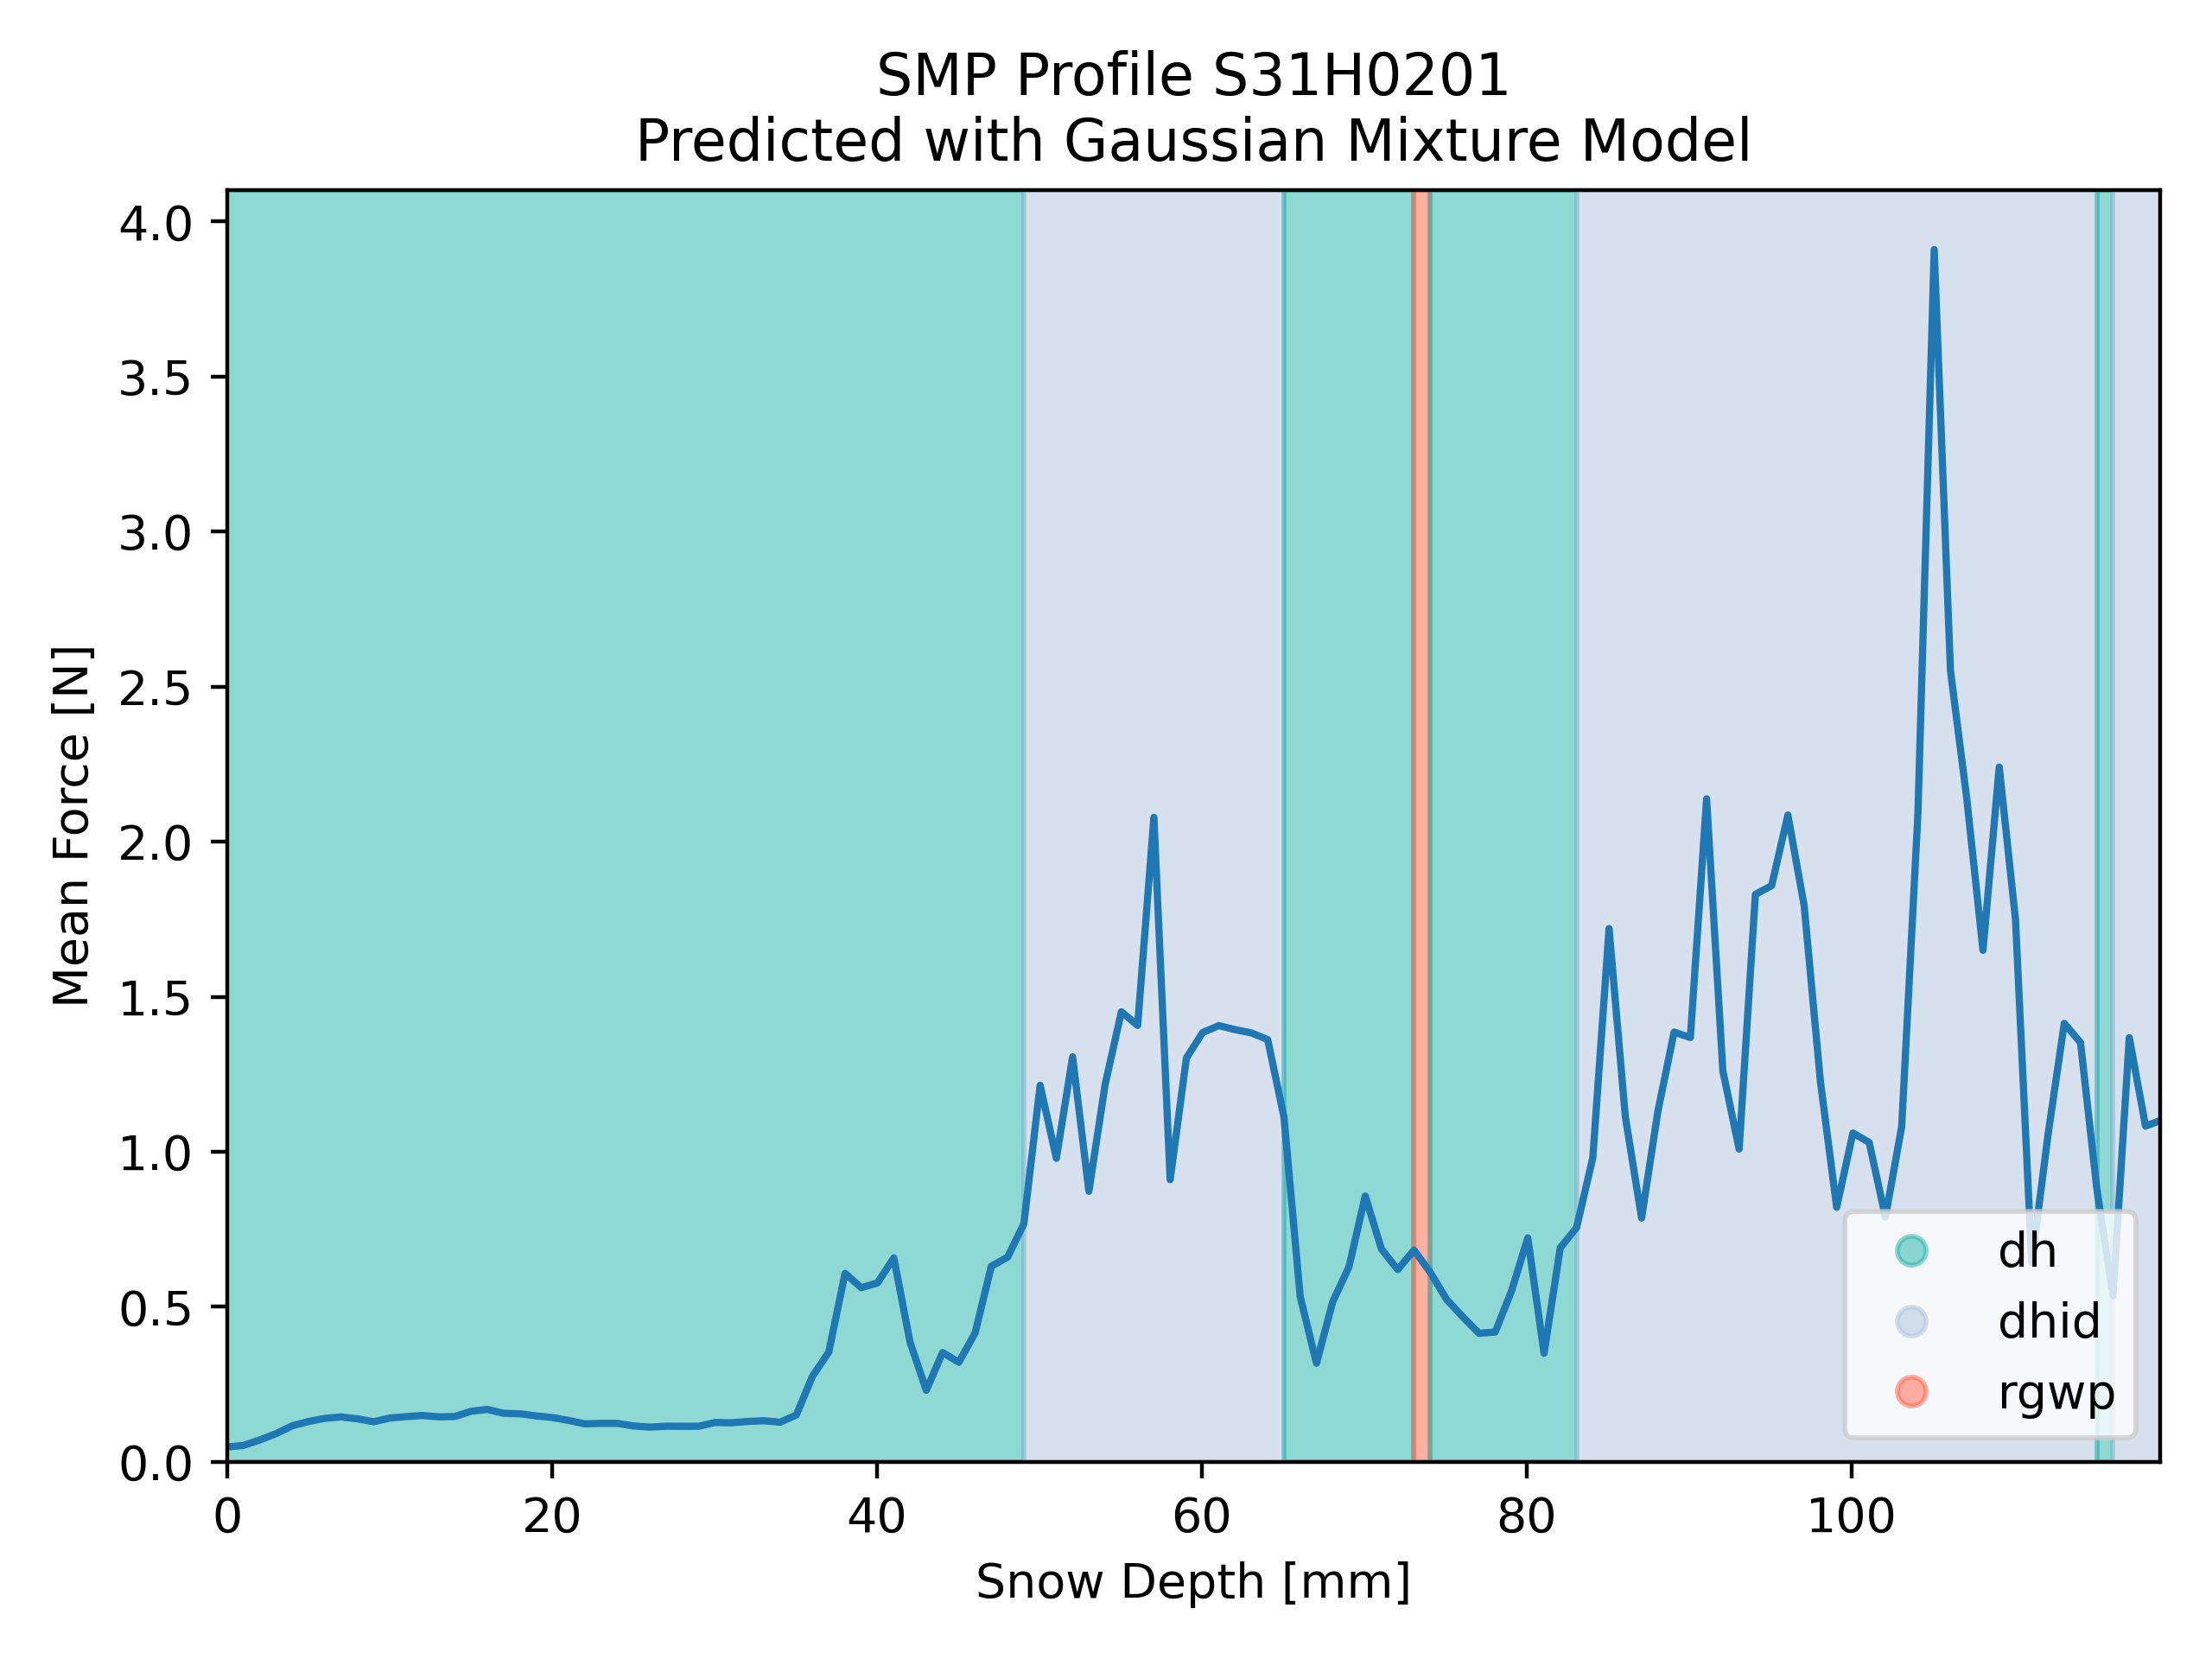 SMP Profile S31H0201
Predicted with Gaussian Mixture Model
4.0
3.5
3.0
2.5
2.0
1.5
1.0
0.5
0.0
Mean Force [N]
dh
dhid
rgwp
0 20 40 60 80 100
Snow Depth [mm]